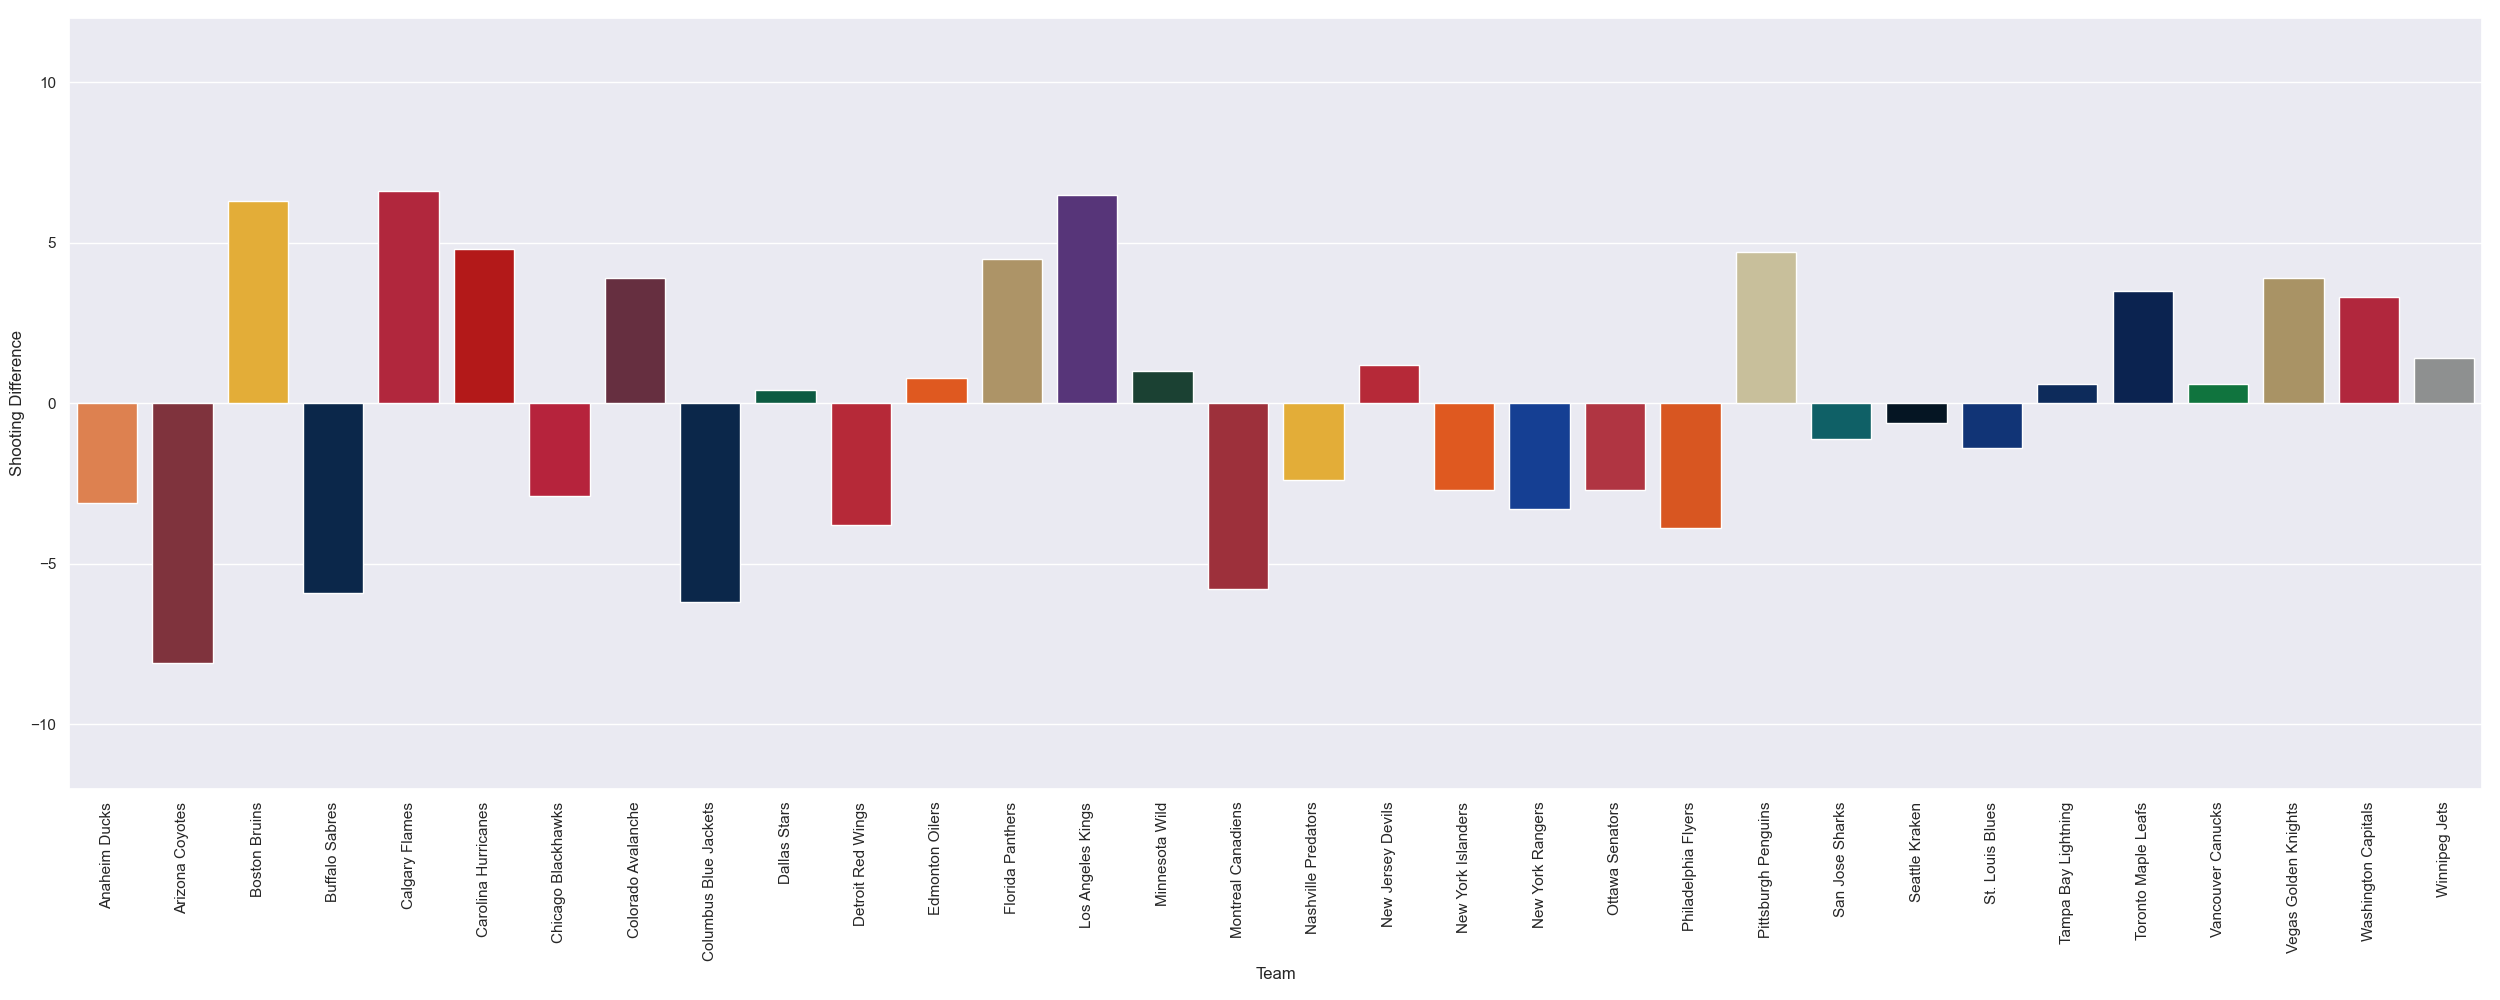 10
5
0
−5
−10
Shooting Difference
Anaheim Ducks
Arizona Coyotes
Boston Bruins
Buffalo Sabres
Calgary Flames
Carolina Hurricanes
Chicago Blackhawks
Colorado Avalanche
Columbus Blue Jackets
Dallas Stars
Detroit Red Wings
Edmonton Oilers
Florida Panthers
Los Angeles Kings
Minnesota Wild
Montreal Canadiens
Nashville Predators
New Jersey Devils
New York Islanders
New York Rangers
Ottawa Senators
Philadelphia Flyers
Pittsburgh Penguins
San Jose Sharks
Seattle Kraken
St. Louis Blues
Tampa Bay Lightning
Toronto Maple Leafs
Vancouver Canucks
Vegas Golden Knights
Washington Capitals
Winnipeg Jets
Team